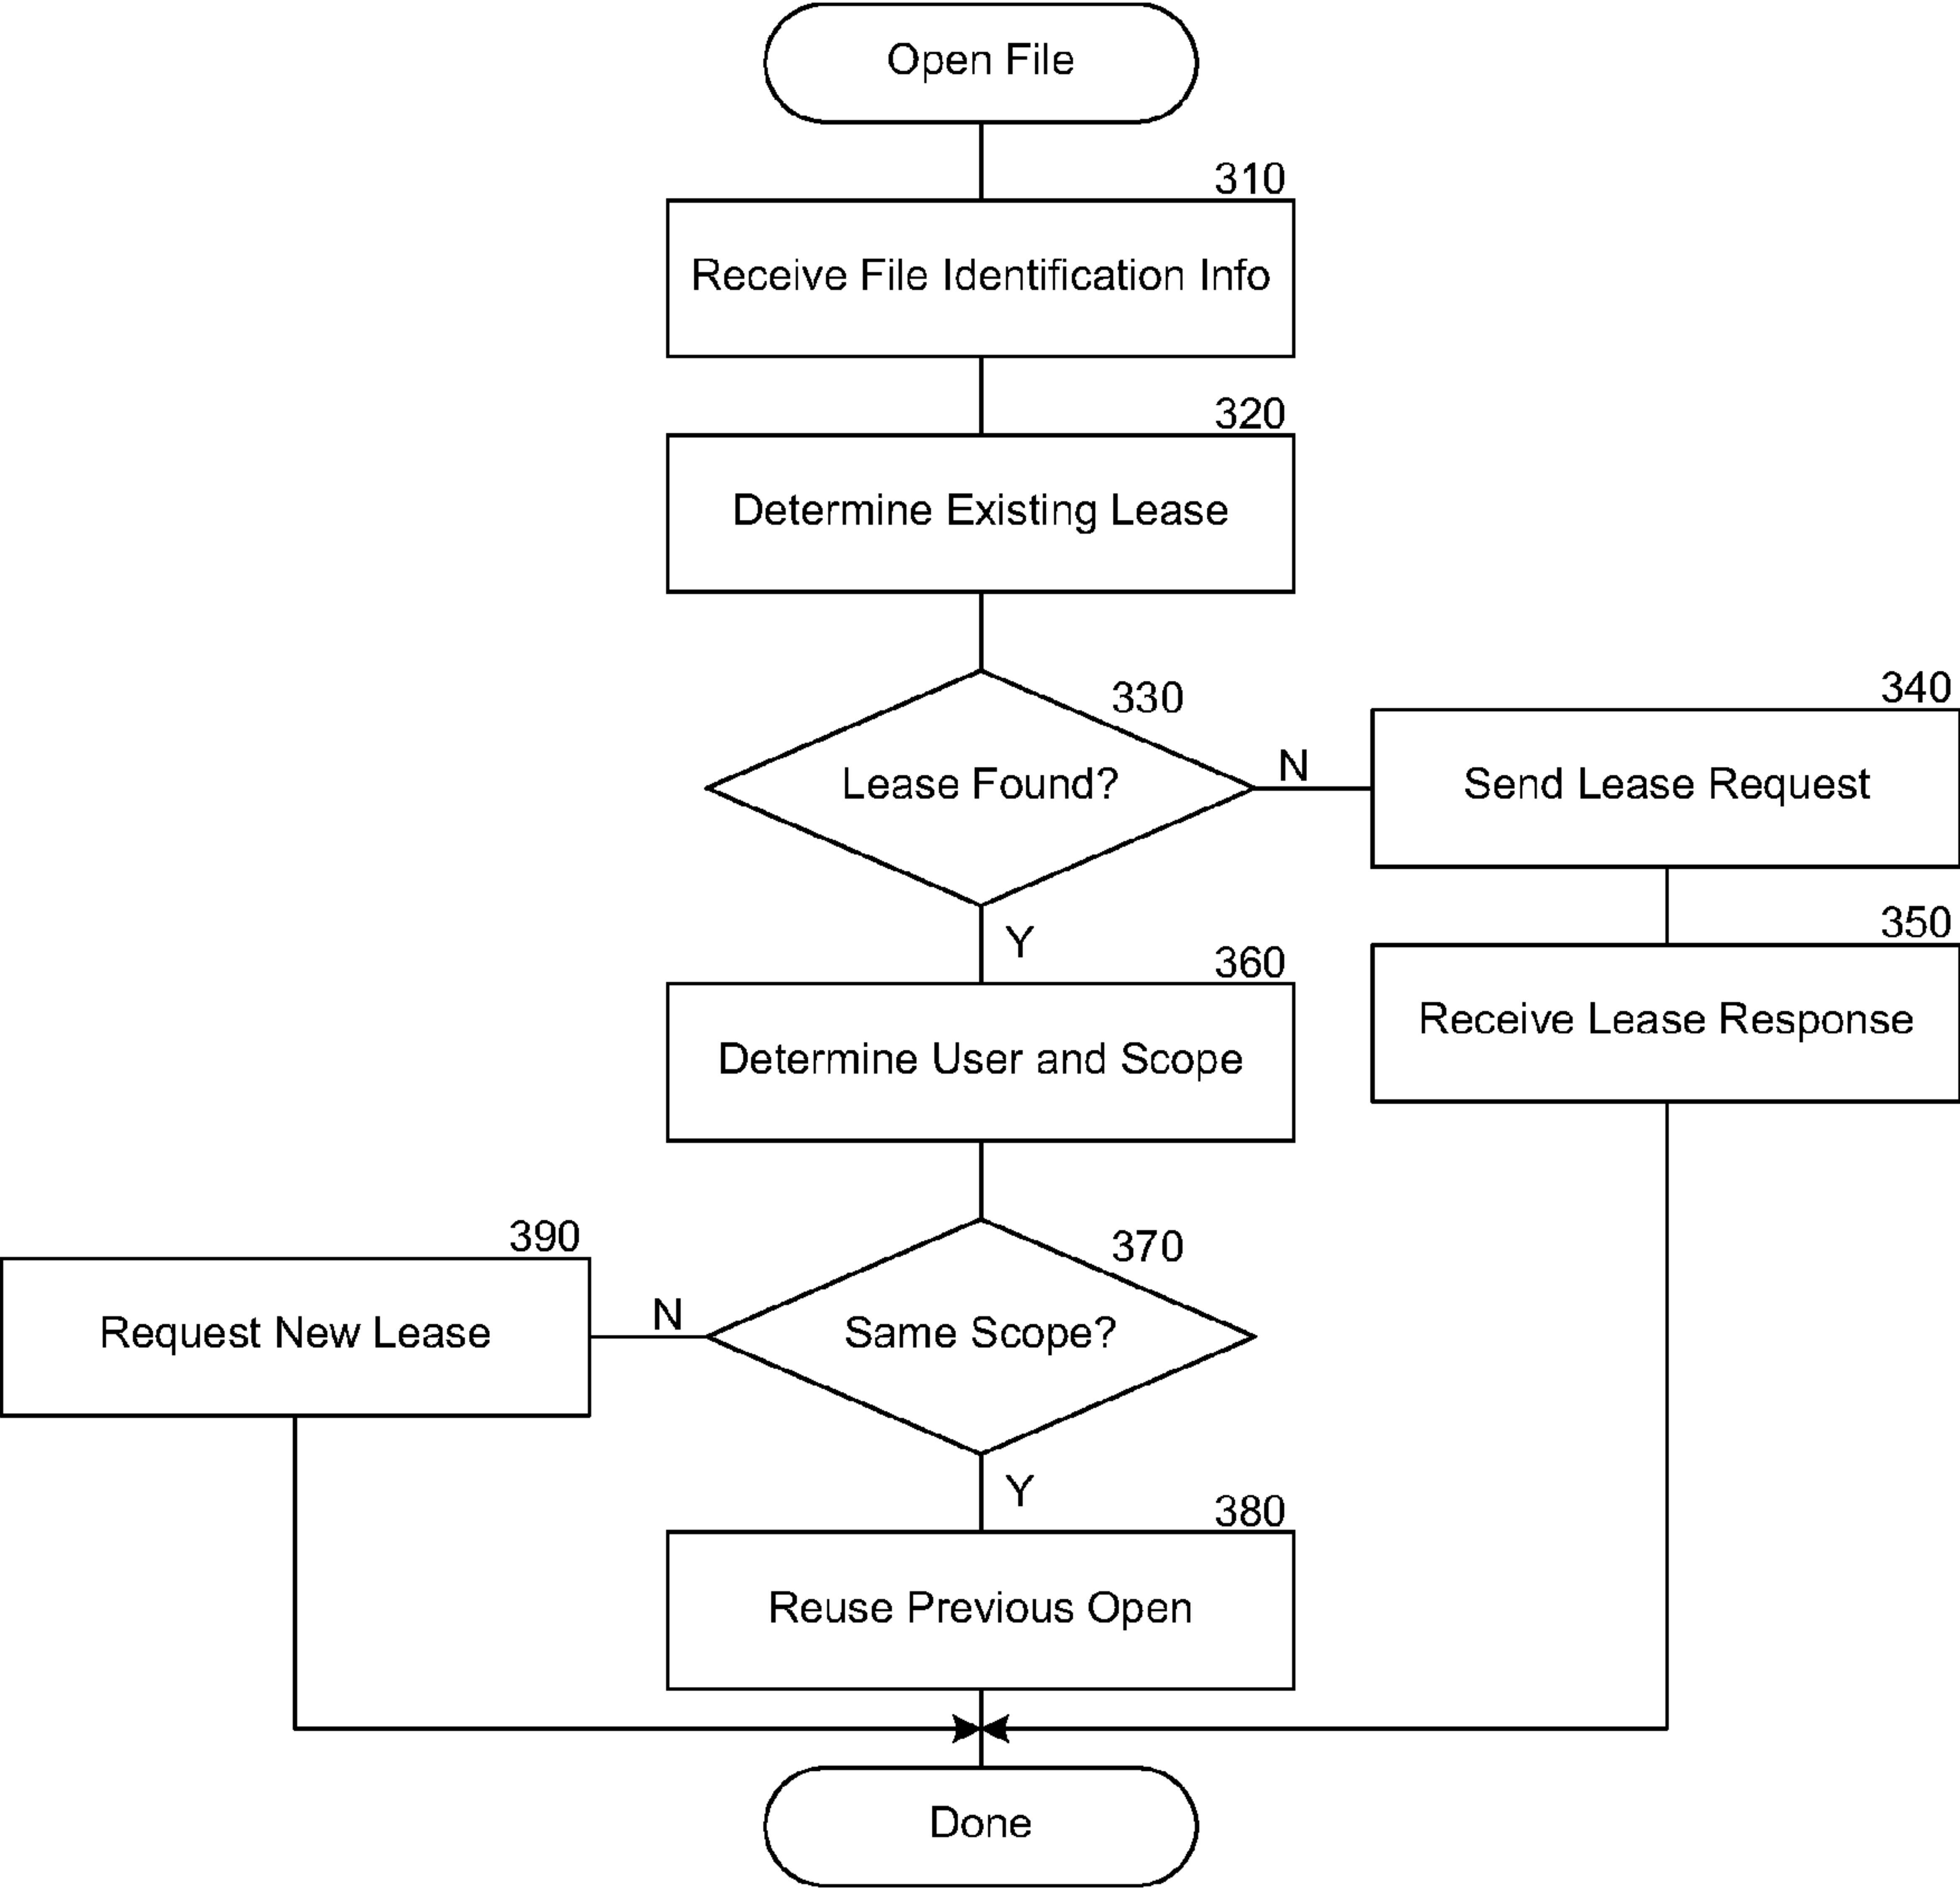 Open File
310
Receive File Identification Info
320
Determine Existing Lease
330
Lease Found?
N
340
Send Lease Request
Y
350
Receive Lease Response
360
Determine User and Scope
370
Same Scope?
N
390
Request New Lease
Y
380
Reuse Previous Open
Done